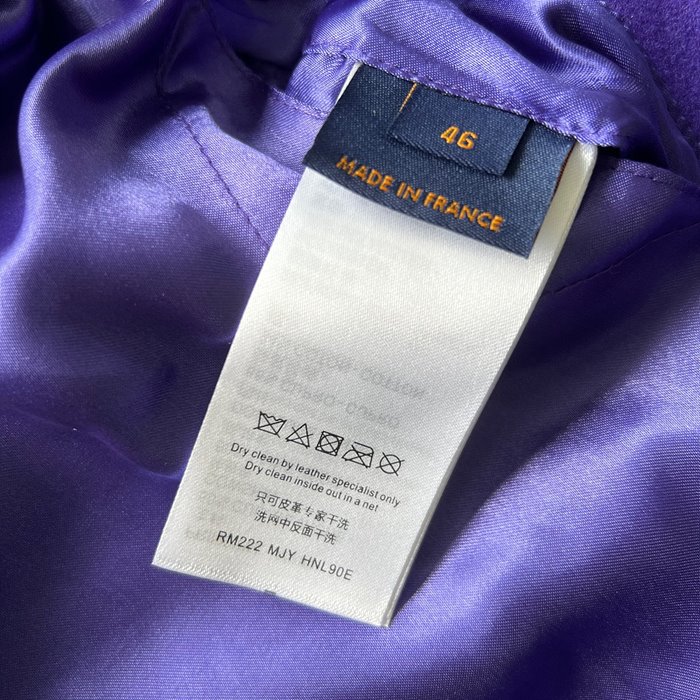 46
MADE IN FRANCE
Dry clean by leather specialist only
Dry clean inside out in a net
只可皮革专家干洗
洗网中反面干洗
RM222 MJY HNL90E